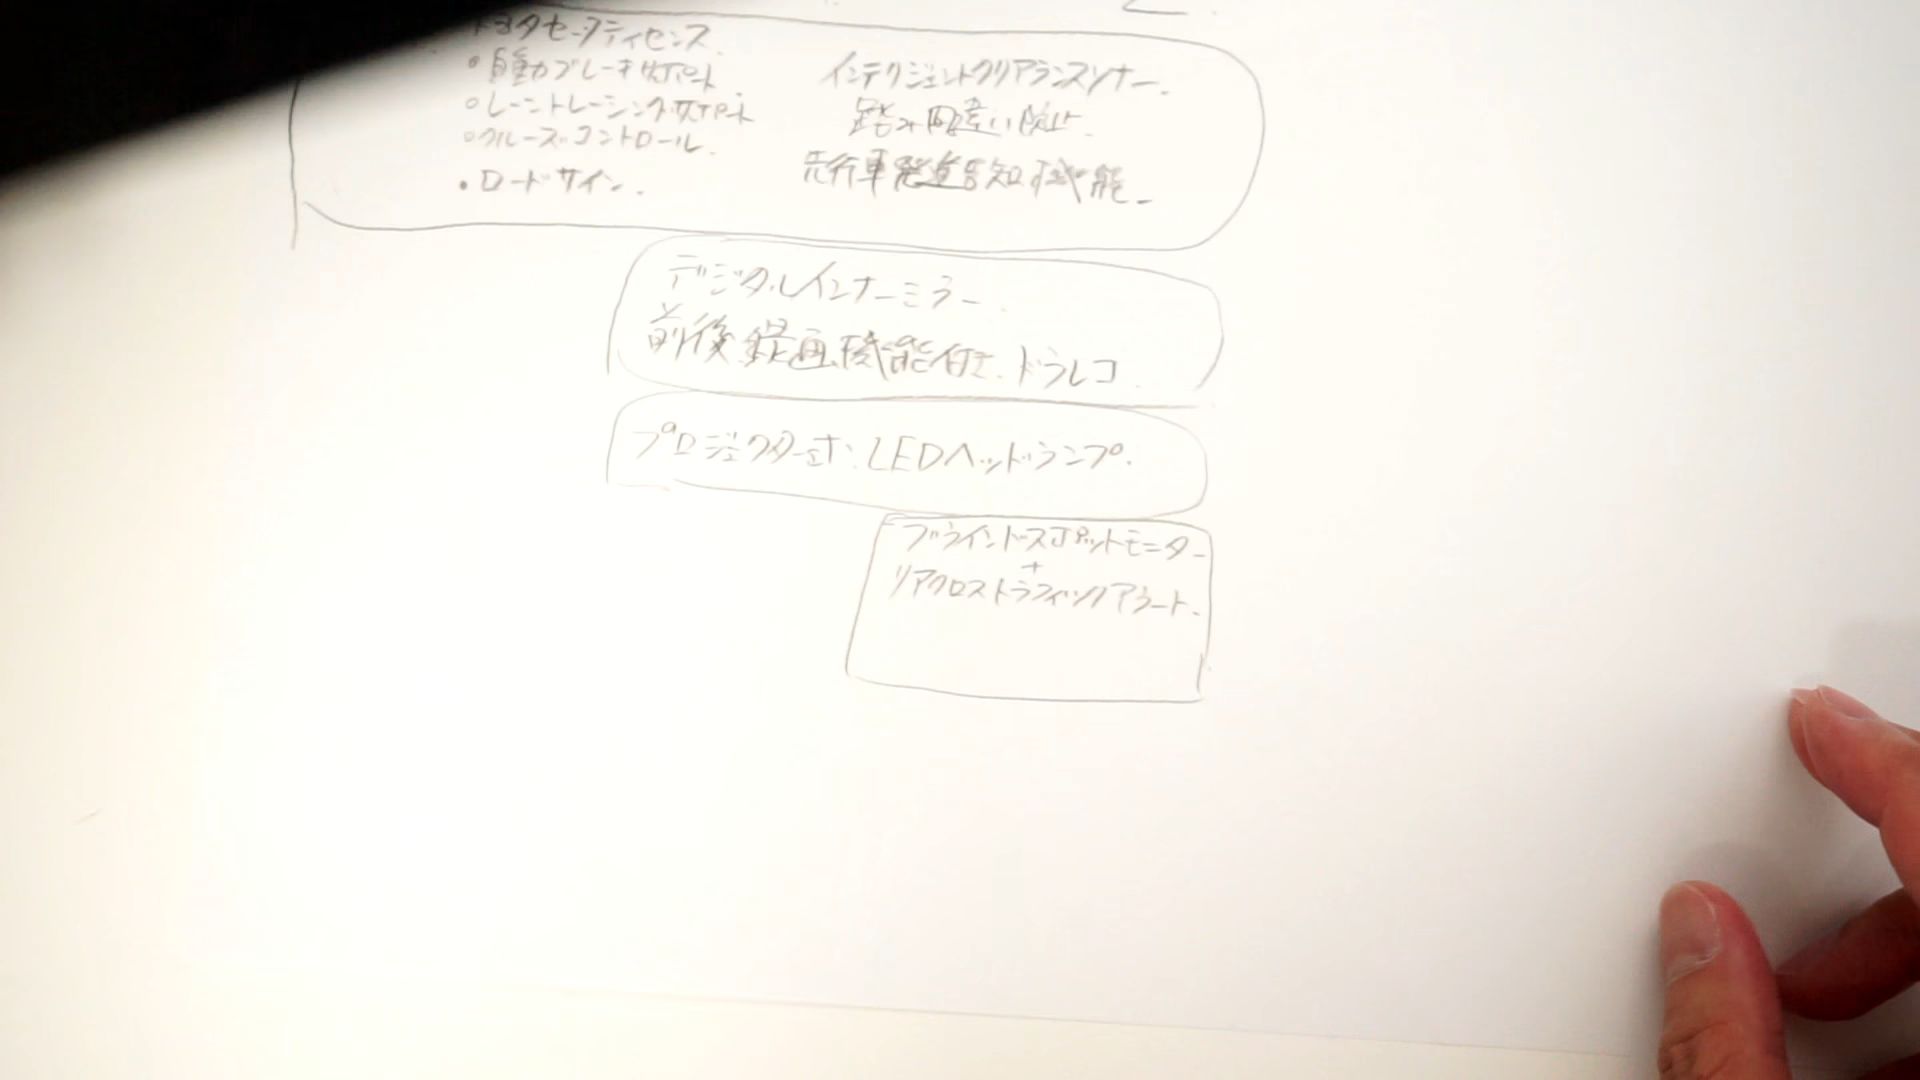 トヨタセーフティセンス.
・自動ブレーキサポート
○レーントレーシングサポート
○クルーズコントロール.
・ロードサイン.
インテリジェントクリアランスソナー.
踏み間違い防止.
先行車発進告知機能.
デジタルインナーミラー.
前後録画機能付き.ドラレコ.
プロジェクター式:LEDヘッドランプ.
ブラインドスポットモニター
+
リアクロストラフィックアラート.